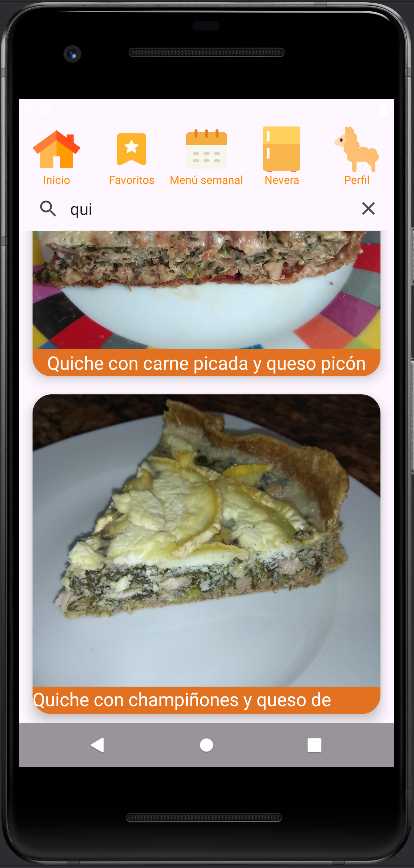 Inicio Favoritos Menú semanal Nevera Perfil
qui
Quiche con carne picada y queso picón
Quiche con champiñones y queso de